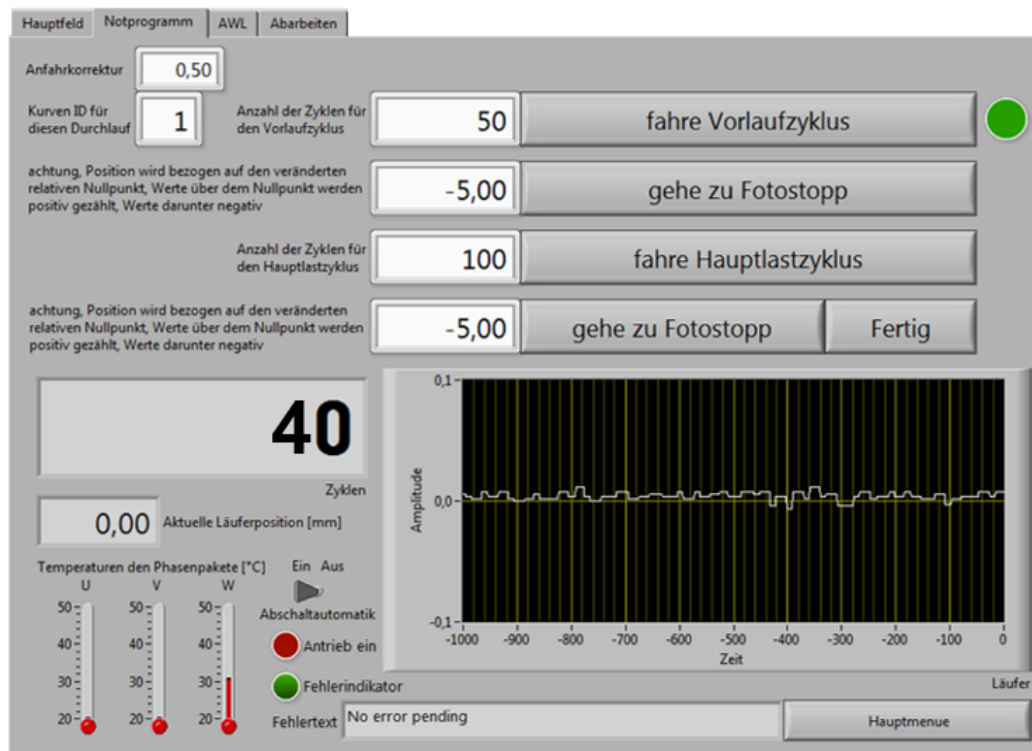 Hauptfeld Notprogramm AWL Abarbeiten
Anfahrkorrektur 0,50
Kurven ID für
diesen Durchlauf 1
Anzahl der Zyklen für
den Vorlaufzyklus 50 fahre Vorlaufzyklus
achtung, Position wird bezogen auf den veränderten
relativen Nullpunkt, Werte über dem Nullpunkt werden
positiv gezählt, Werte darunter negativ
-5,00 gehe zu Fotostopp
Anzahl der Zyklen für
den Hauptlastzyklus 100 fahre Hauptlastzyklus
achtung, Position wird bezogen auf den veränderten
relativen Nullpunkt, Werte über dem Nullpunkt werden
positiv gezählt, Werte darunter negativ
-5,00 gehe zu Fotostopp Fertig
40
Zyklen
0,00 Aktuelle Läuferposition [mm]
Temperaturen den Phasenpakete [°C]
U V W
50 50 50
40 40 40
30 30 30
20 20 20
Ein Aus
Abschaltautomatik
Antrieb ein
Fehlerindikator
Fehlertext No error pending
Amplitude
0,1
0,0
-0,1
-1000 -900 -800 -700 -600 -500 -400 -300 -200 -100 0
Zeit
Läufer
Hauptmenue